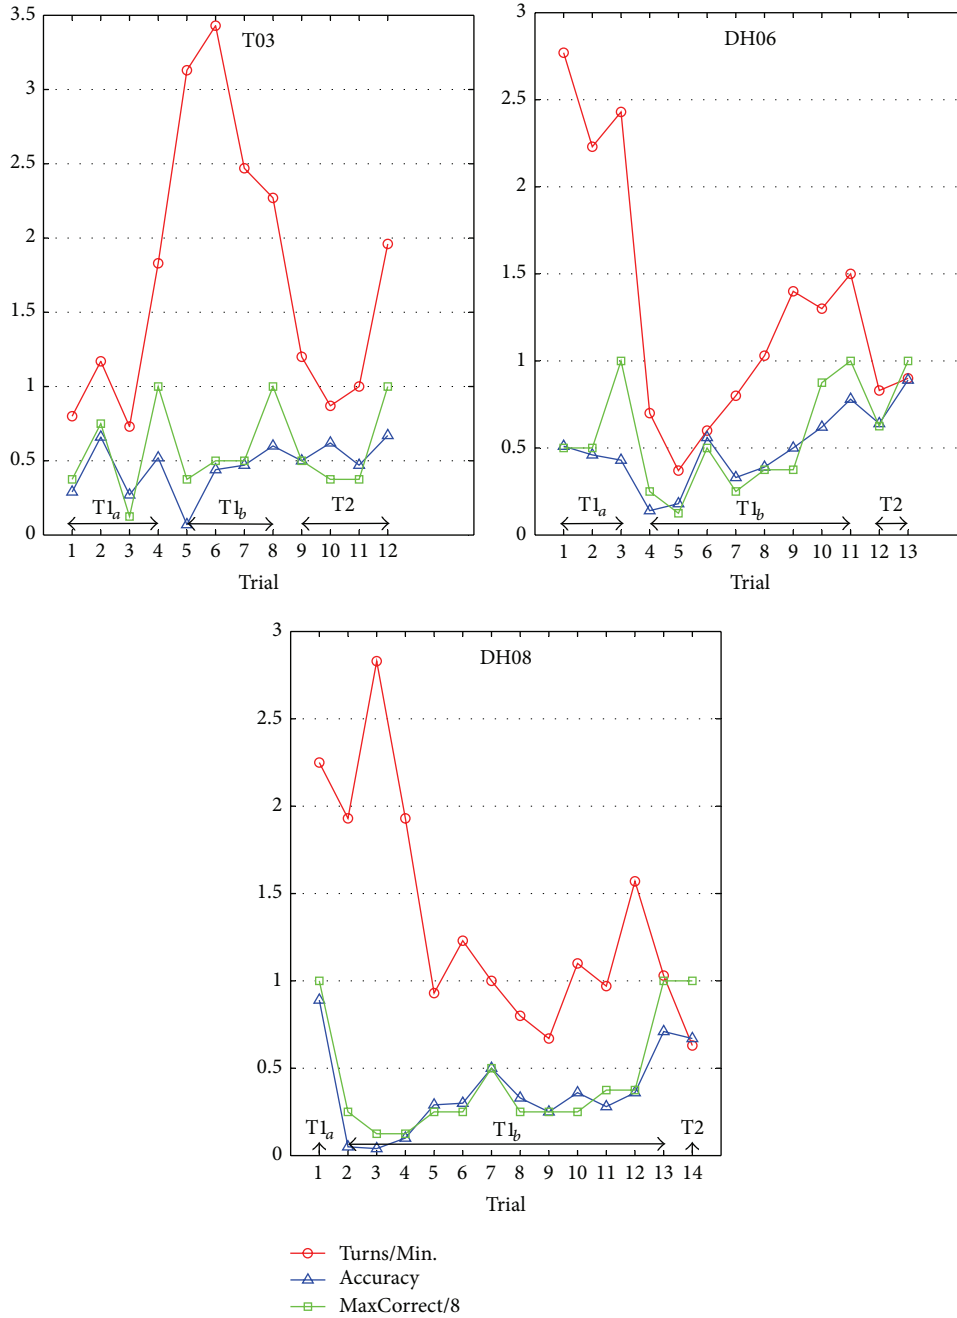 T03
3.5
3
2.5
2
1.5
1
0.5
0
T1a
T1b
T2
1 2 3 4 5 6 7 8 9 10 11 12
Trial
DH06
3
2.5
2
1.5
1
0.5
0
T1a
T1b
T2
1 2 3 4 5 6 7 8 9 10 11 12 13
Trial
DH08
3
2.5
2
1.5
1
0.5
0
T1a
T1b
T2
1 2 3 4 5 6 7 8 9 10 11 12 13 14
Trial
Turns/Min.
Accuracy
MaxCorrect/8